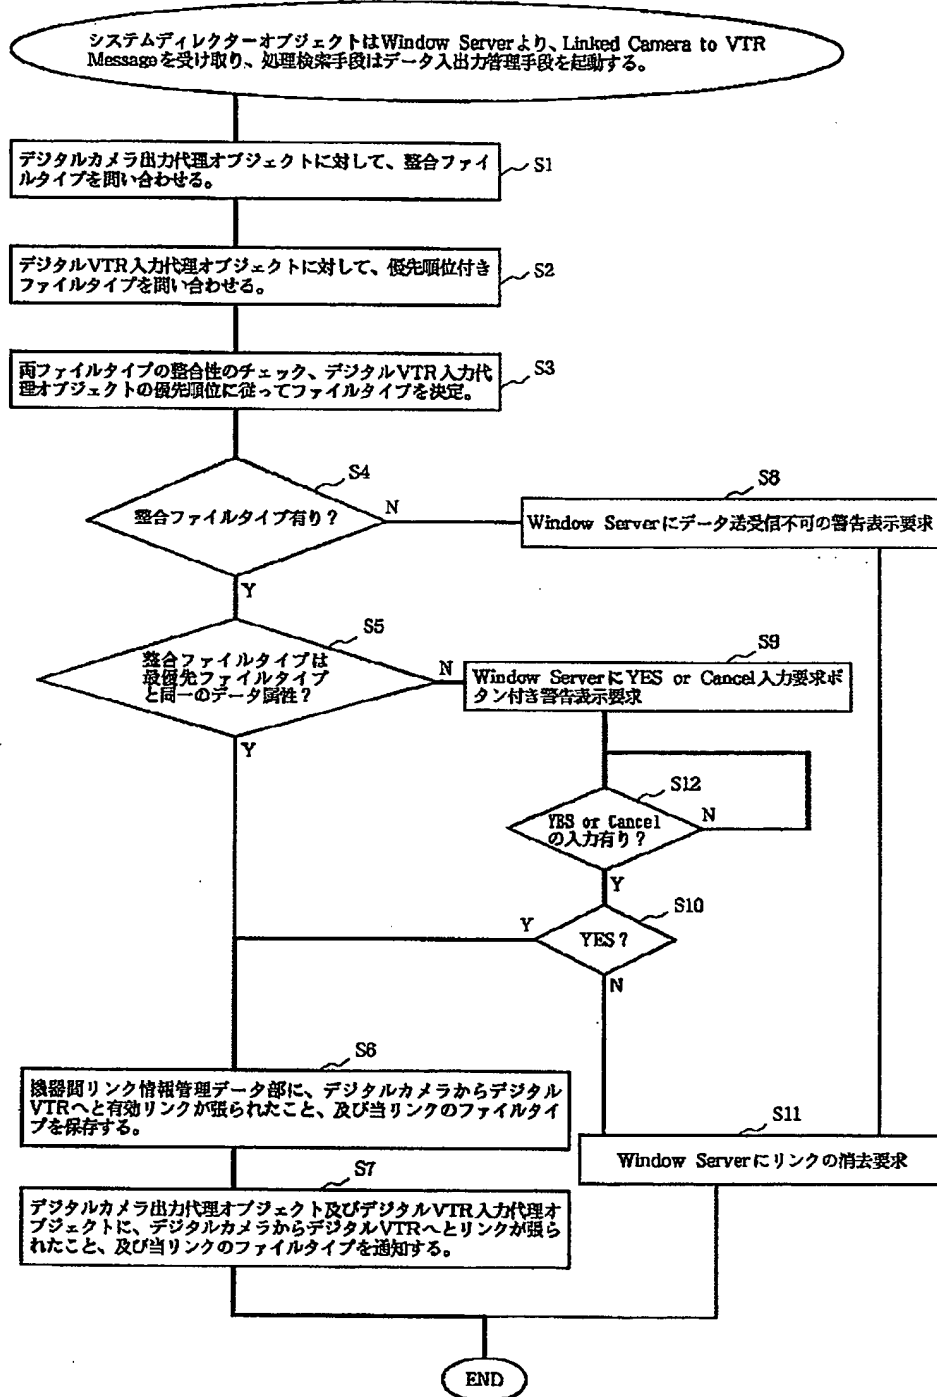 システムディレクターオブジェクトはWindow Serverより、Linked Camera to VTR
Messageを受け取り、処理検索手段はデータ入出力管理手段を起動する。
デジタルカメラ出力代理オブジェクトに対して、整合ファイ
ルタイプを問い合わせる。
S1
デジタルVTR入力代理オブジェクトに対して、優先順位付き
ファイルタイプを問い合わせる。
S2
両ファイルタイプの整合性のチェック、デジタルVTR入力代
理オブジェクトの優先順位に従ってファイルタイプを決定。
S3
S4
整合ファイルタイプ有り？
N
Y
S8
Window Serverにデータ送受信不可の警告表示要求
S5
整合ファイルタイプは
最優先ファイルタイプ
と同一のデータ属性？
N
Y
S9
Window ServerにYES or Cancel入力要求ボ
タン付き警告表示要求
S12
YES or Cancel
の入力有り？
N
Y
S10
YES？
Y
N
S6
機器間リンク情報管理データ部に、デジタルカメラからデジタル
VTRへと有効リンクが張られたこと、及び当リンクのファイルタイプ
を保存する。
S11
Window Serverにリンクの消去要求
S7
デジタルカメラ出力代理オブジェクト及びデジタルVTR入力代理オ
ブジェクトに、デジタルカメラからデジタルVTRへとリンクが張ら
れたこと、及び当リンクのファイルタイプを通知する。
END